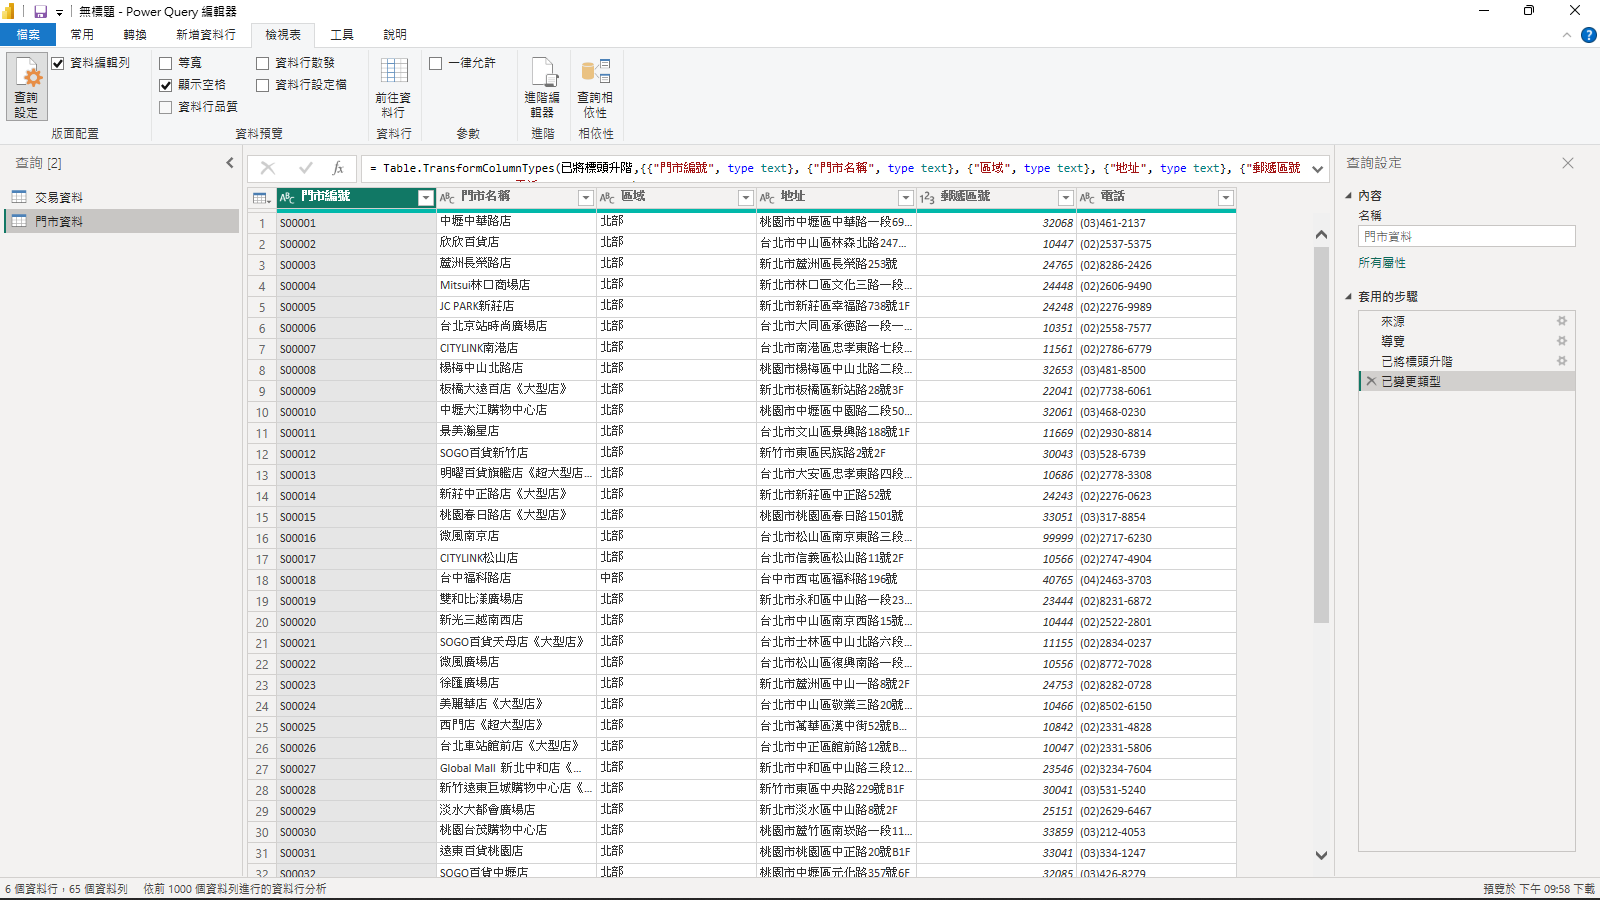 無標題 - Power Query 編輯器
檔案 常用 轉換 新增資料行 檢視表 工具 說明
查詢設定
資料編輯列
版面配置
等寬
顯示空格
資料行品質
資料行散發
資料行設定檔
資料預覽
前往資料行
資料行
一律允許
參數
進階編輯器
進階
查詢相依性
相依性
查詢 [2]
交易資料
門市資料
= Table.TransformColumnTypes(已將標頭升階,{{"門市編號", type text}, {"門市名稱", type text}, {"區域", type text}, {"地址", type text}, {"郵遞區號
門市編號 門市名稱 區域 地址 郵遞區號 電話
1 S00001 中壢中華路店 北部 桃園市中壢區中華路一段69... 32068 (03)461-2137
2 S00002 欣欣百貨店 北部 台北市中山區林森北路247... 10447 (02)2537-5375
3 S00003 蘆洲長榮路店 北部 新北市蘆洲區長榮路253號 24765 (02)8286-2426
4 S00004 Mitsui林口商場店 北部 新北市林口區文化三路一段... 24448 (02)2606-9490
5 S00005 JC PARK新莊店 北部 新北市新莊區幸福路738號1F 24248 (02)2276-9989
6 S00006 台北京站時尚廣場店 北部 台北市大同區承德路一段一... 10351 (02)2558-7577
7 S00007 CITYLINK南港店 北部 台北市南港區忠孝東路七段... 11561 (02)2786-6779
8 S00008 楊梅中山北路店 北部 桃園市楊梅區中山北路二段... 32653 (03)481-8500
9 S00009 板橋大遠百店《大型店》 北部 新北市板橋區新站路28號3F 22041 (02)7738-6061
10 S00010 中壢大江購物中心店 北部 桃園市中壢區中園路二段50... 32061 (03)468-0230
11 S00011 景美瀚星店 北部 台北市文山區景興路188號1F 11669 (02)2930-8814
12 S00012 SOGO百貨新竹店 北部 新竹市東區民族路2號2F 30043 (03)528-6739
13 S00013 明曜百貨旗艦店《超大型店... 北部 台北市大安區忠孝東路四段... 10686 (02)2778-3308
14 S00014 新莊中正路店《大型店》 北部 新北市新莊區中正路52號 24243 (02)2276-0623
15 S00015 桃園春日路店《大型店》 北部 桃園市桃園區春日路1501號 33051 (03)317-8854
16 S00016 微風南京店 北部 台北市松山區南京東路三段... 99999 (02)2717-6230
17 S00017 CITYLINK松山店 北部 台北市信義區松山路11號2F 10566 (02)2747-4904
18 S00018 台中福科路店 中部 台中市西屯區福科路196號 40765 (04)2463-3703
19 S00019 雙和比漾廣場店 北部 新北市永和區中山路一段23... 23444 (02)8231-6872
20 S00020 新光三越南西店 北部 台北市中山區南京西路15號... 10444 (02)2522-2801
21 S00021 SOGO百貨天母店《大型店》 北部 台北市士林區中山北路六段... 11155 (02)2834-0237
22 S00022 微風廣場店 北部 台北市松山區復興南路一段... 10556 (02)8772-7028
23 S00023 徐匯廣場店 北部 新北市蘆洲區中山一路8號2F 24753 (02)8282-0728
24 S00024 美麗華店《大型店》 北部 台北市中山區敬業三路20號... 10466 (02)8502-6150
25 S00025 西門店《超大型店》 北部 台北市萬華區漢中街52號B... 10842 (02)2331-4828
26 S00026 台北車站館前店《大型店》 北部 台北市中正區館前路12號B... 10047 (02)2331-5806
27 S00027 Global Mall 新北中和店《... 北部 新北市中和區中山路三段12... 23546 (02)3234-7604
28 S00028 新竹遠東巨城購物中心店《... 北部 新竹市東區中央路229號B1F 30041 (03)531-5240
29 S00029 淡水大都會廣場店 北部 新北市淡水區中山路8號2F 25151 (02)2629-6467
30 S00030 桃園台茂購物中心店 北部 桃園市蘆竹區南崁路一段11... 33859 (03)212-4053
31 S00031 遠東百貨桃園店 北部 桃園市桃園區中正路20號B1F 33041 (03)334-1247
32 S00032 SOGO百貨中壢店 北部 桃園市中壢區元化路357號6F 32085 (03)426-8279
查詢設定
內容
名稱
門市資料
所有屬性
套用的步驟
來源
導覽
已將標頭升階
已變更類型
6 個資料行，65 個資料列 依前 1000 個資料列進行的資料行分析
預覽於 下午 09:58 下載